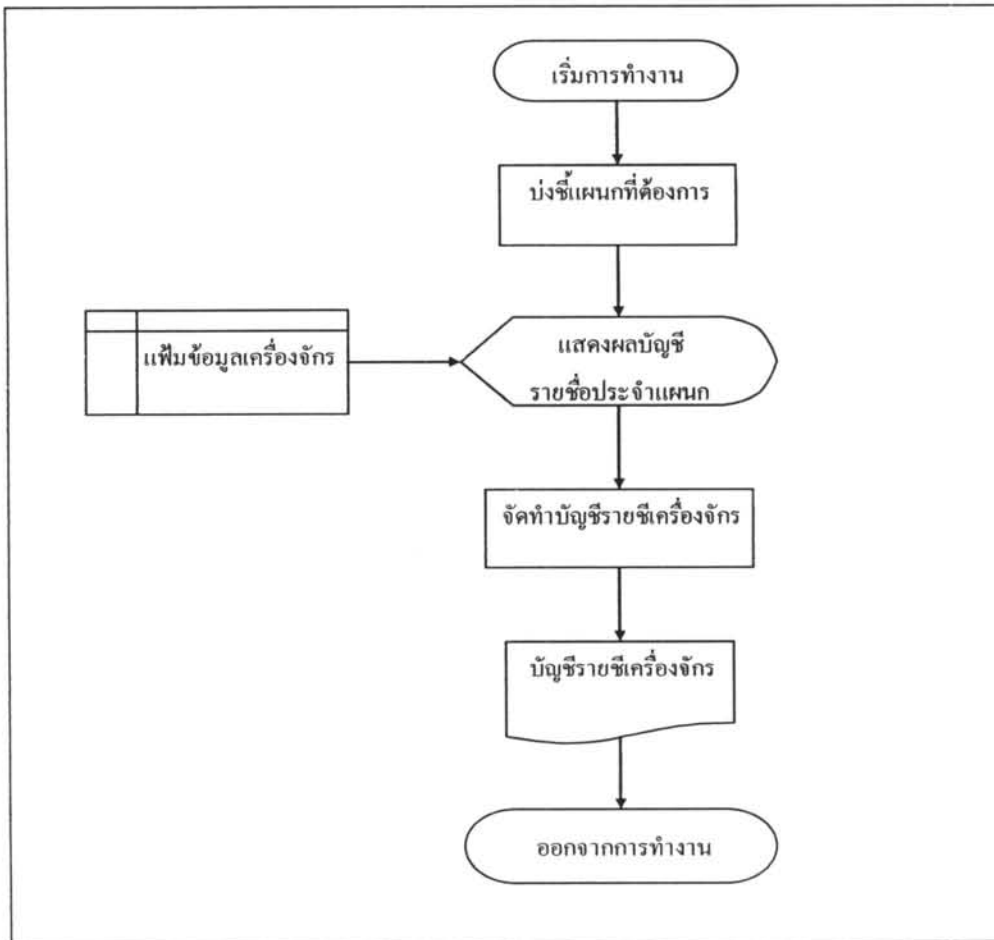 เริ่มการทำงาน
บ่งชี้แผนกที่ต้องการ
แฟ้มข้อมูลเครื่องจักร
แสดงผลบัญชี
รายชื่อประจำแผนก
จัดทำบัญชีรายชีเครื่องจักร
บัญชีรายชีเครื่องจักร
ออกจากการทำงาน